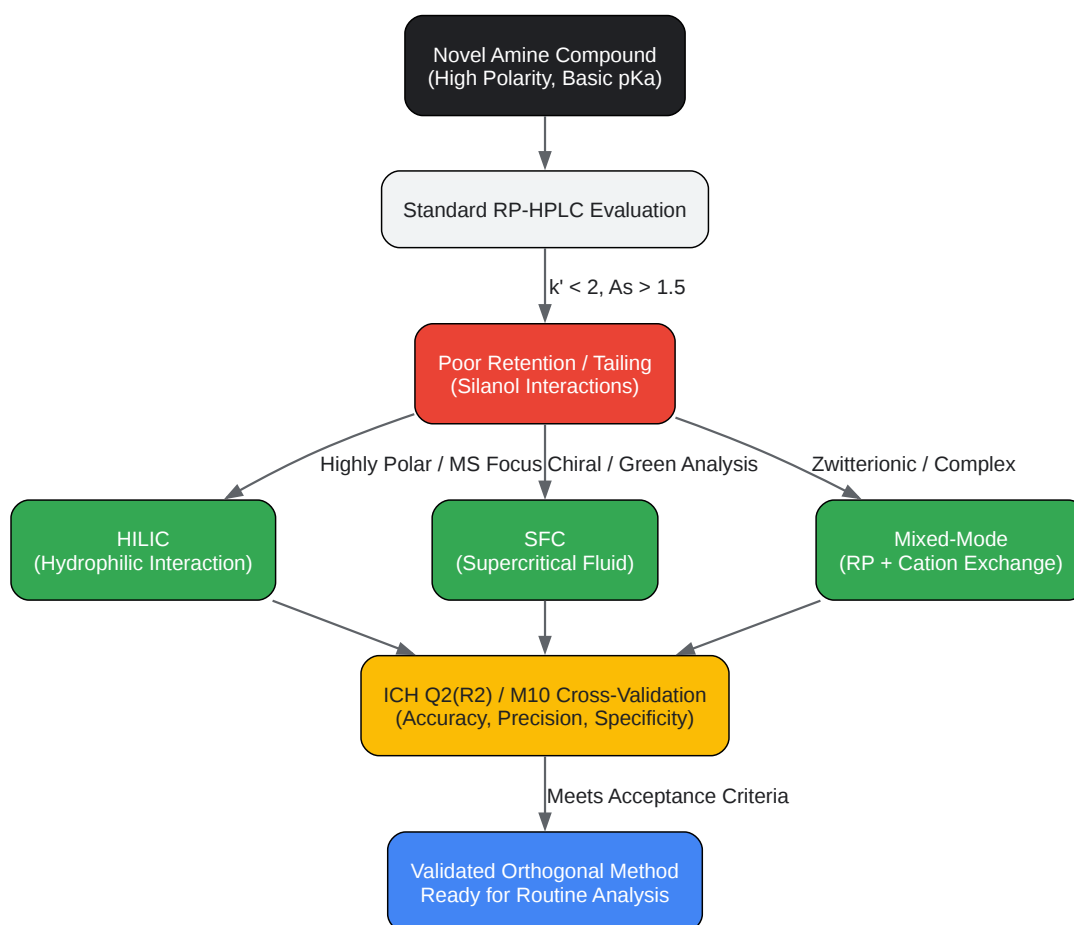 Novel Amine Compound
(High Polarity, Basic pKa)
Standard RP-HPLC Evaluation
k' < 2, As > 1.5
Poor Retention / Tailing
(Silanol Interactions)
Highly Polar / MS Focus
Chiral / Green Analysis
Zwitterionic / Complex
HILIC
(Hydrophilic Interaction)
SFC
(Supercritical Fluid)
Mixed-Mode
(RP + Cation Exchange)
ICH Q2(R2) / M10 Cross-Validation
(Accuracy, Precision, Specificity)
Meets Acceptance Criteria
Validated Orthogonal Method
Ready for Routine Analysis